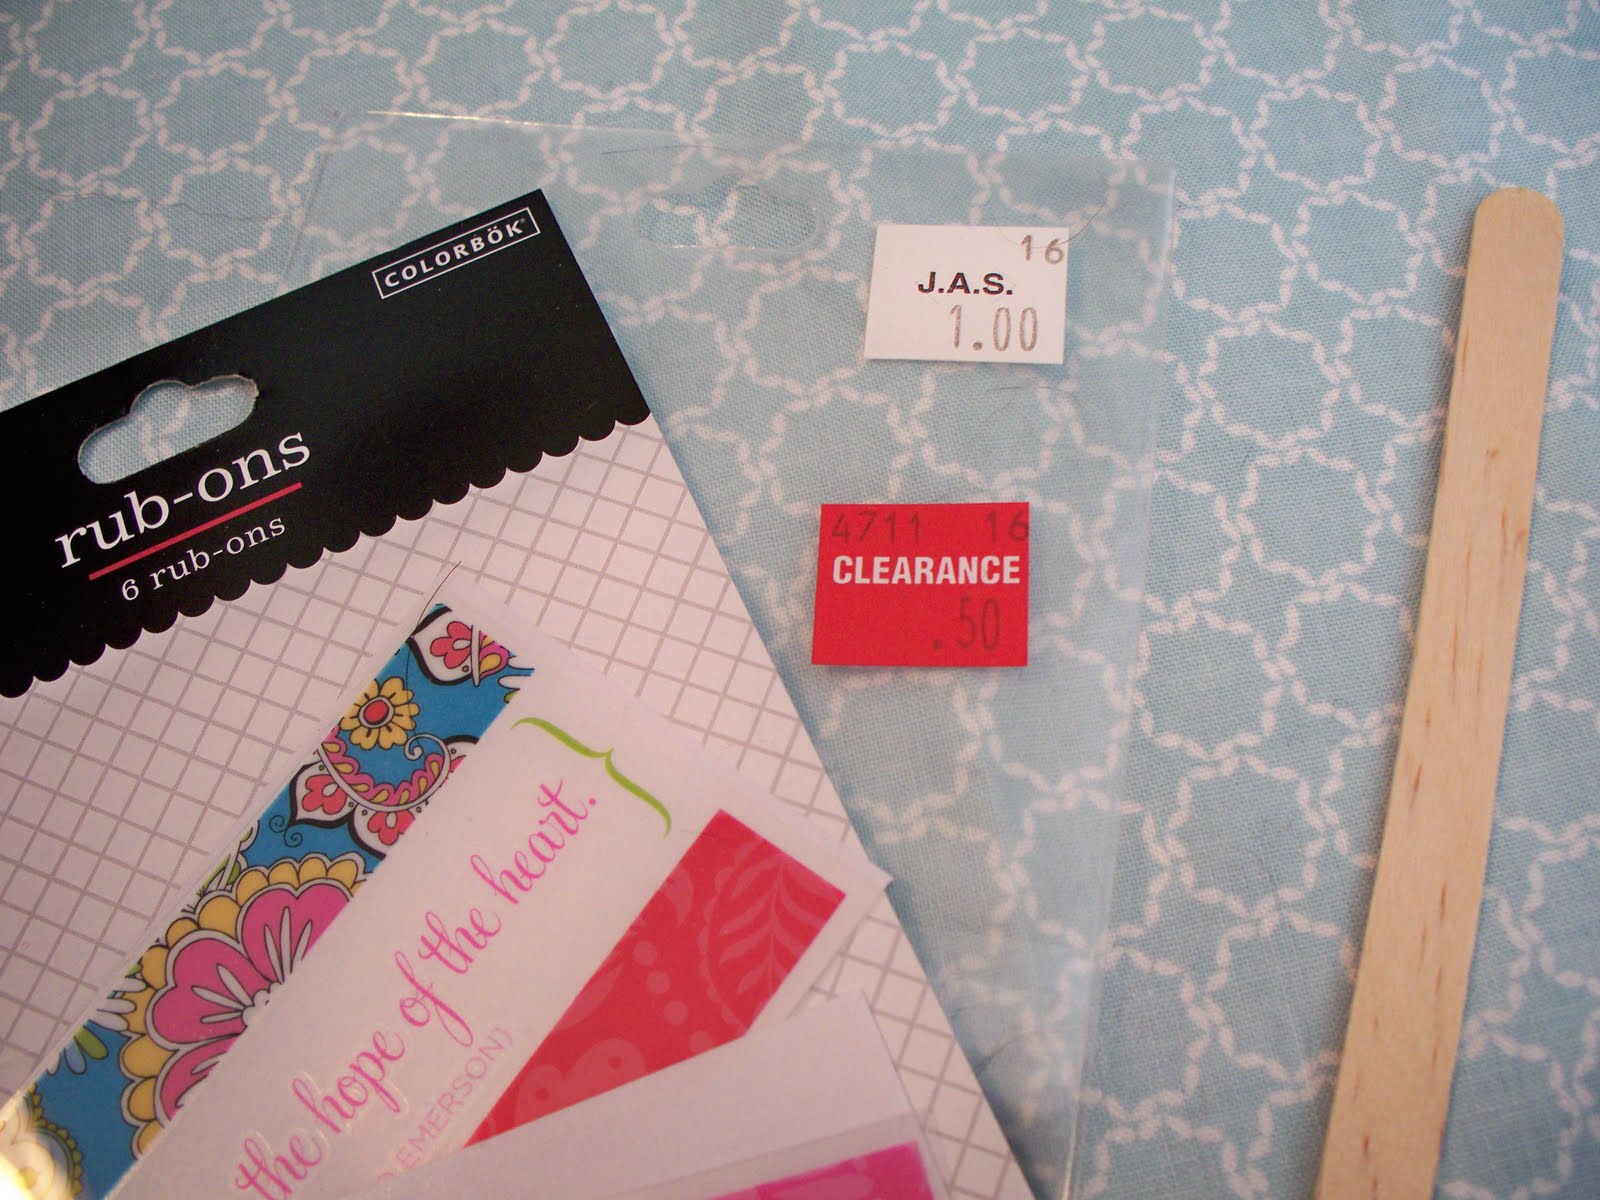 COLORBÖK
rub-ons
6 rub-ons
16
J.A.S.
1.00
4711 16
CLEARANCE
.50
the hope of the heart.
EMERSON)